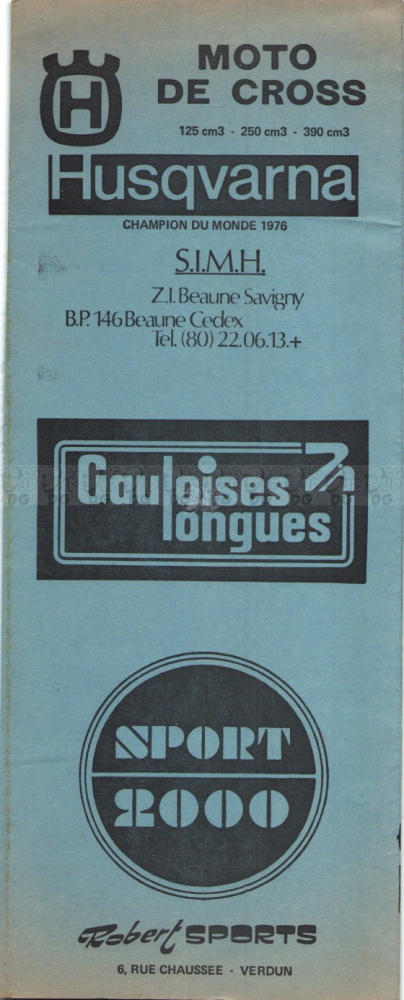 MOTO
DE CROSS
H
125 cm3 - 250 cm3 - 390 cm3
Husqvarna
CHAMPION DU MONDE 1976
S.I.M.H.
Z.I. Beaune Savigny
B.P. 146 Beaune Cedex
Tel. (80) 22.06.13.+
Gauloises
longues
SPORT
2000
Robert SPORTS
6, RUE CHAUSSEE - VERDUN